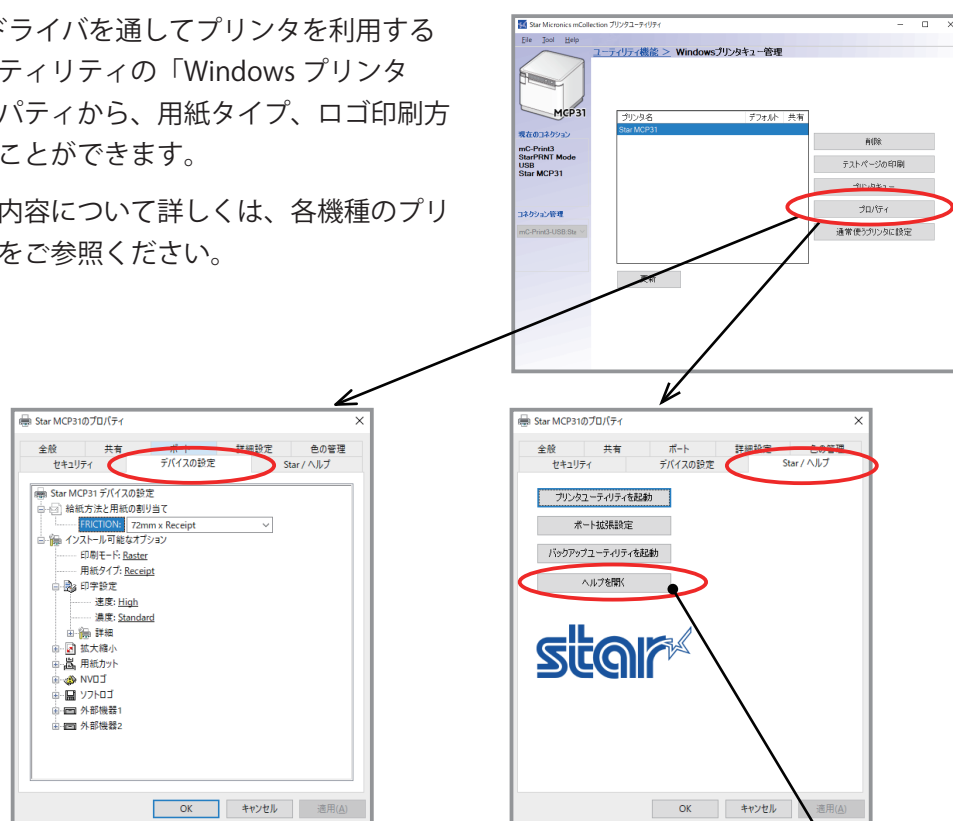 ドライバを通してプリンタを利用する
ティリティの「Windows プリンタ
パティから、用紙タイプ、ロゴ印刷方
ことができます。
内容について詳しくは、各機種のプリ
をご参照ください。
Star Micronics mCollection プリンタユーティリティ
File Tool Help
ユーティリティ機能 > Windowsプリンタキュー管理
MCP31
現在のコネクション
mC-Print3
StarPRNT Mode
USB
Star MCP31
コネクション管理
mC-Print3-USB:Sta
プリンタ名 デフォルト 共有
Star MCP31
削除
テストページの印刷
プリンタキュー
プロパティ
通常使うプリンタに設定
更新
Star MCP31のプロパティ
全般 共有 ポート 詳細設定 色の管理
セキュリティ デバイスの設定 Star / ヘルプ
Star MCP31 デバイスの設定
給紙方法と用紙の割り当て
FRICTION: 72mm x Receipt
インストール可能なオプション
印刷モード: Raster
用紙タイプ: Receipt
印字設定
速度: High
濃度: Standard
詳細
拡大縮小
用紙カット
NVロゴ
ソフトロゴ
外部機器1
外部機器2
OK キャンセル 適用(A)
Star MCP31のプロパティ
全般 共有 ポート 詳細設定 色の管理
セキュリティ デバイスの設定 Star / ヘルプ
プリンタユーティリティを起動
ポート拡張設定
バックアップユーティリティを起動
ヘルプを開く
star
OK キャンセル 適用(A)